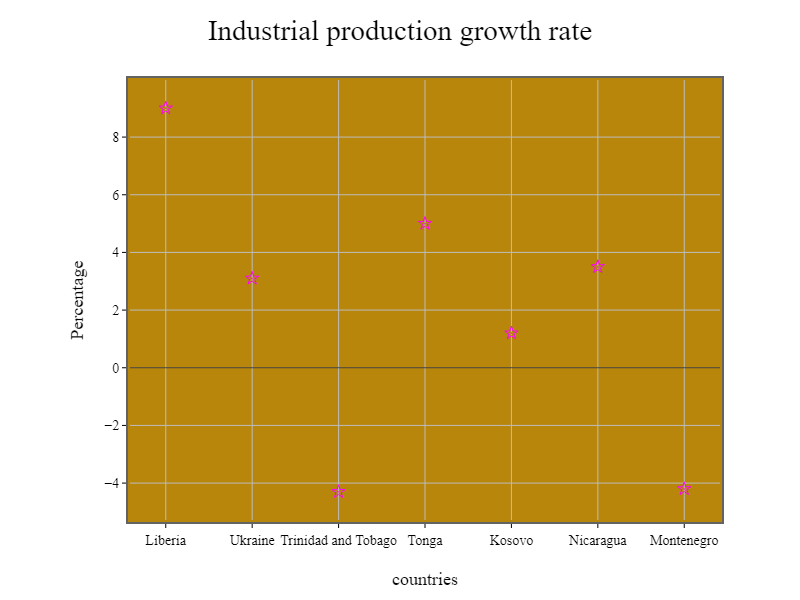 Industrial production growth rate
Percentage
8
6
4
2
0
−2
−4
Liberia Ukraine Trinidad and Tobago Tonga Kosovo Nicaragua Montenegro
countries